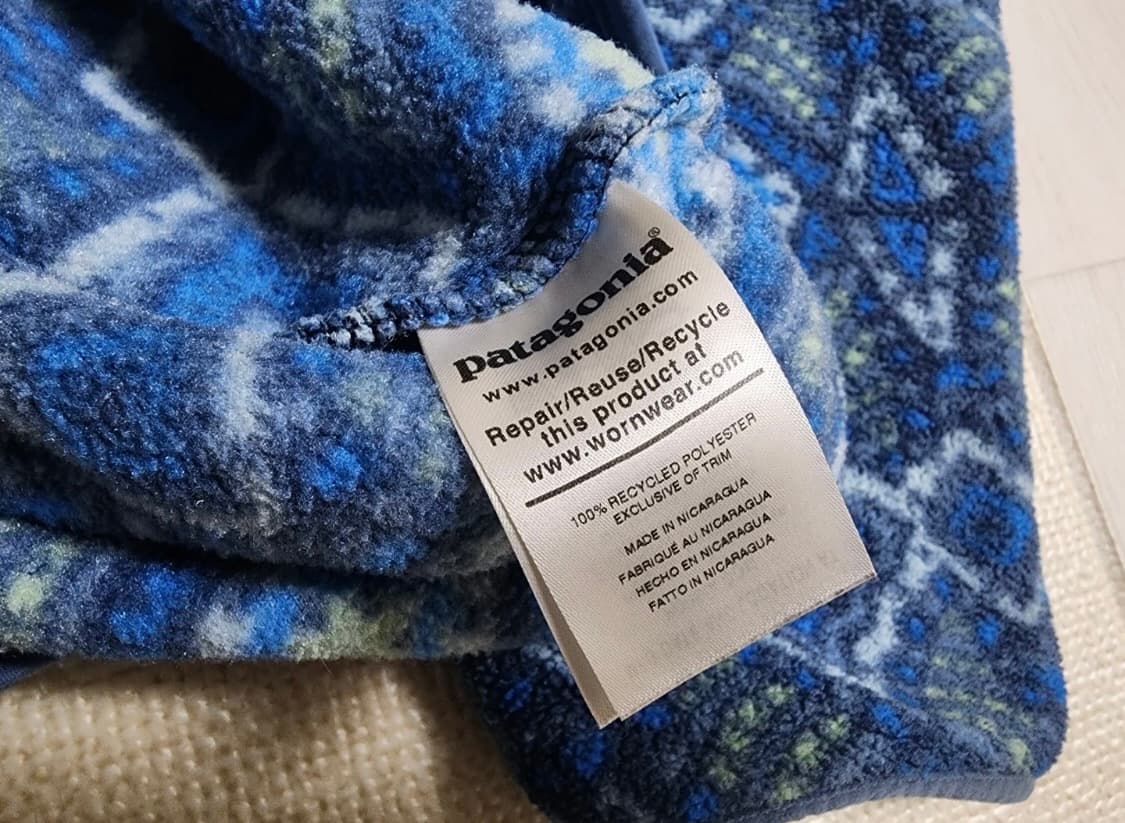 patagonia®
www.patagonia.com
Repair/Reuse/Recycle
this product at
www.wornwear.com
100% RECYCLED POLYESTER
EXCLUSIVE OF TRIM
MADE IN NICARAGUA
FABRIQUÉ AU NICARAGUA
HECHO EN NICARAGUA
FATTO IN NICARAGUA